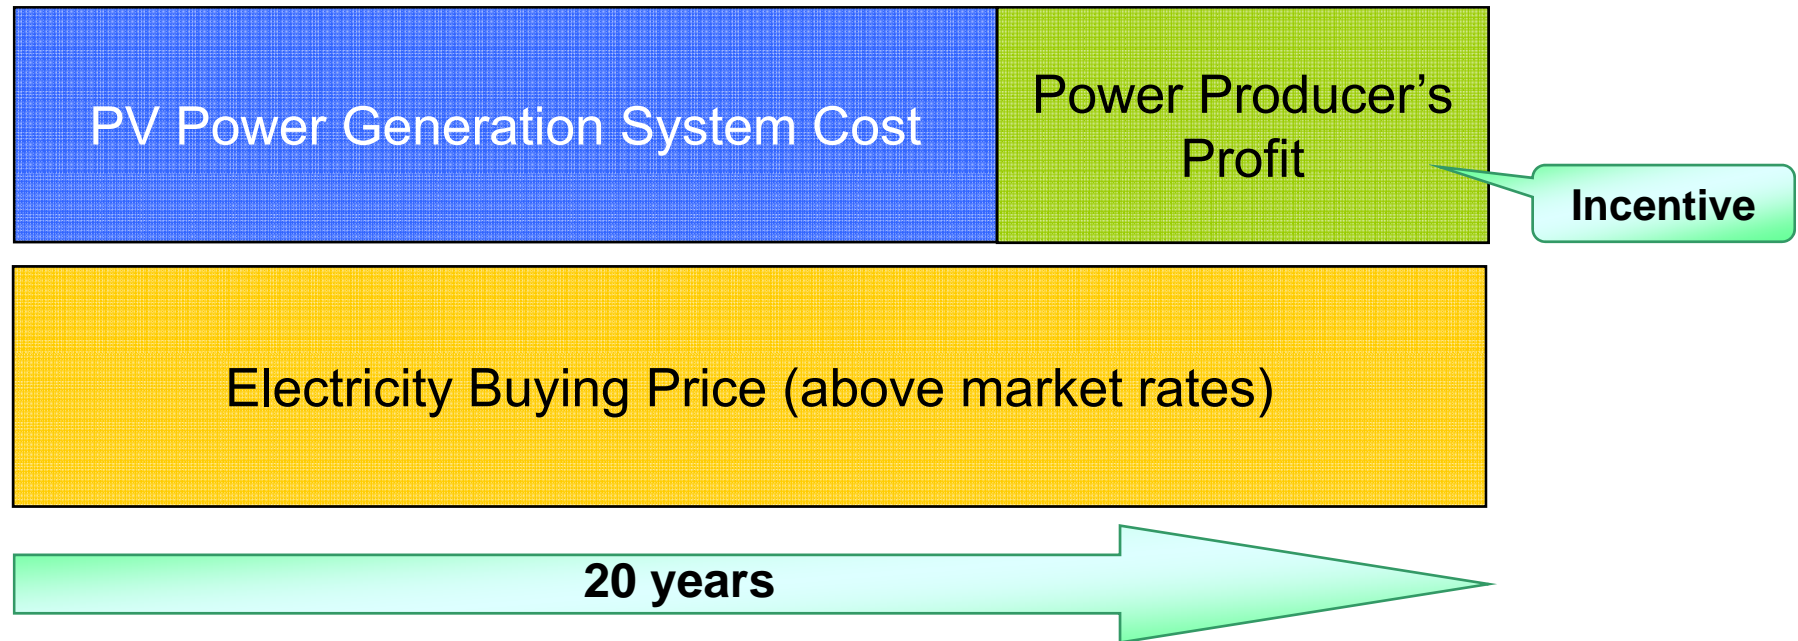 PV Power Generation System Cost
Power Producer’s
Profit
Incentive
Electricity Buying Price (above market rates)
20 years